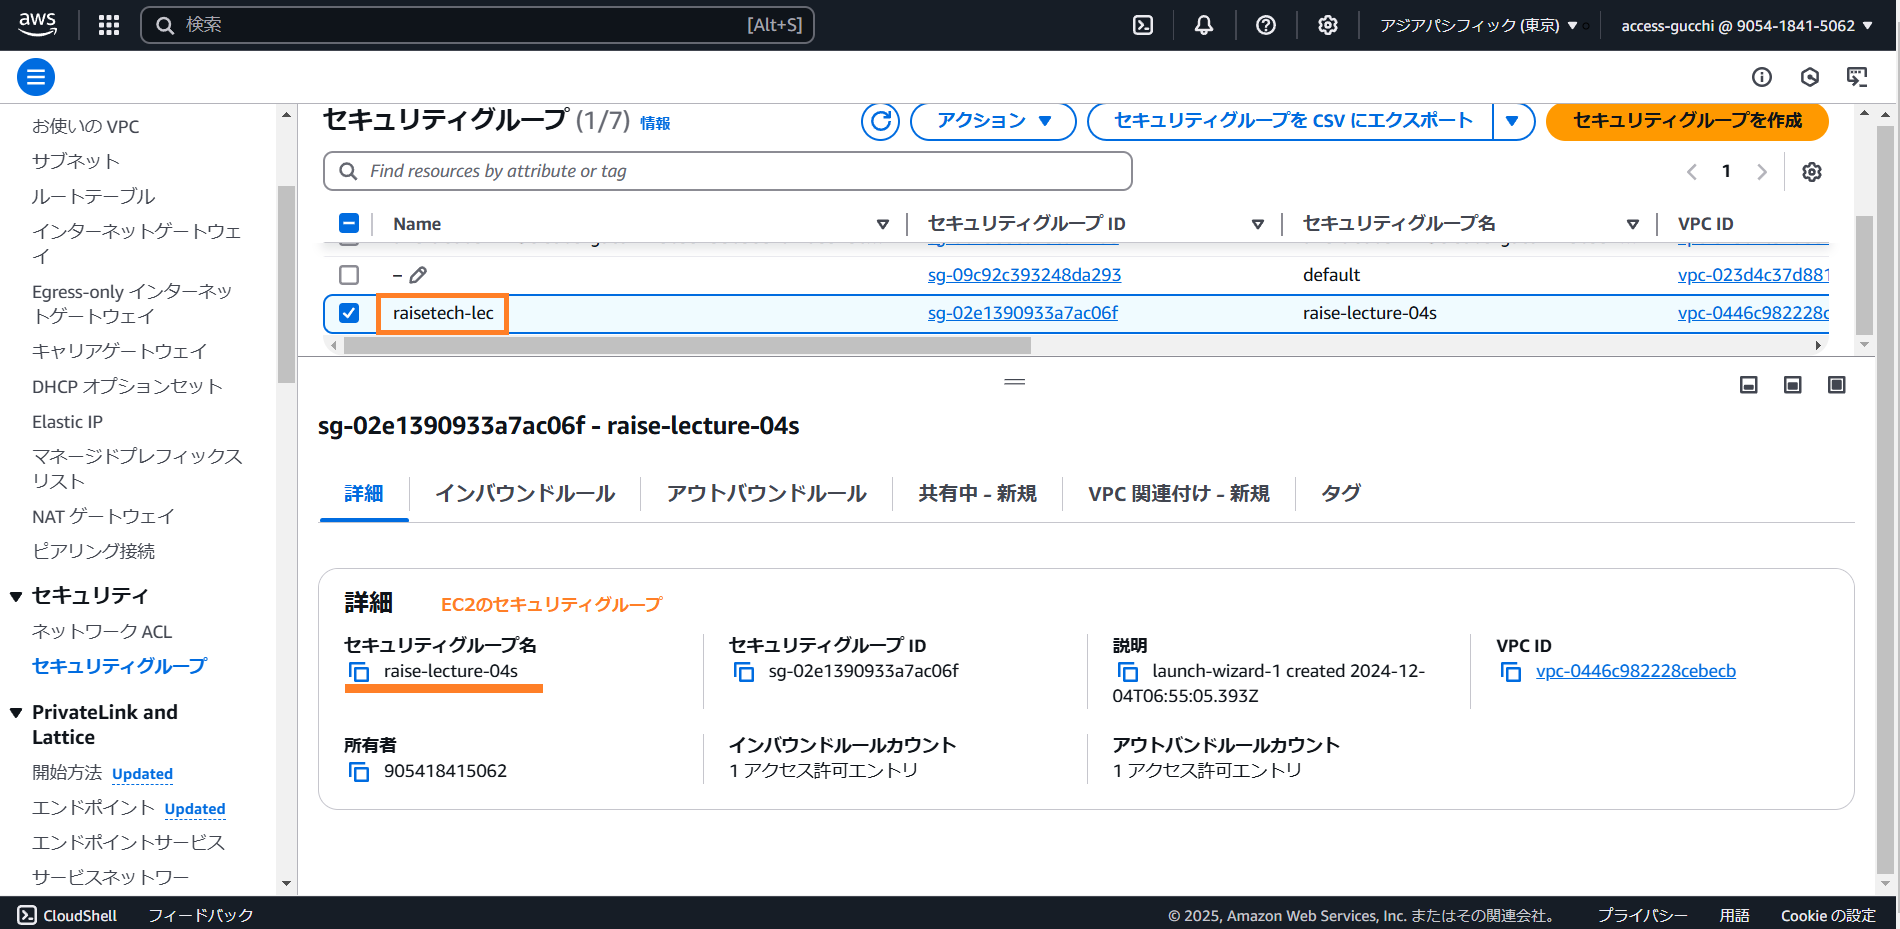 aws
検索
[Alt+S]
アジアパシフィック (東京) ▼
access-gucchi @ 9054-1841-5062 ▼
お使いの VPC
サブネット
ルートテーブル
インターネットゲートウェ
イ
Egress-only インターネッ
トゲートウェイ
キャリアゲートウェイ
DHCP オプションセット
Elastic IP
マネージドプレフィックス
リスト
NAT ゲートウェイ
ピアリング接続
▼ セキュリティ
ネットワーク ACL
セキュリティグループ
▼ PrivateLink and
Lattice
開始方法 Updated
エンドポイント Updated
エンドポイントサービス
サービスネットワー
セキュリティグループ (1/7) 情報
アクション ▼
セキュリティグループを CSV にエクスポート ▼
セキュリティグループを作成
Find resources by attribute or tag
1
Name
セキュリティグループ ID
セキュリティグループ名
VPC ID
–
sg-09c92c393248da293
default
vpc-023d4c37d881
raisetech-lec
sg-02e1390933a7ac06f
raise-lecture-04s
vpc-0446c982228c
sg-02e1390933a7ac06f - raise-lecture-04s
詳細
インバウンドルール
アウトバウンドルール
共有中 – 新規
VPC 関連付け – 新規
タグ
詳細
EC2のセキュリティグループ
セキュリティグループ名
raise-lecture-04s
セキュリティグループ ID
sg-02e1390933a7ac06f
説明
launch-wizard-1 created 2024-12-
04T06:55:05.393Z
VPC ID
vpc-0446c982228cebecb
所有者
905418415062
インバウンドルールカウント
1 アクセス許可エントリ
アウトバンドルールカウント
1 アクセス許可エントリ
CloudShell
フィードバック
© 2025, Amazon Web Services, Inc. またはその関連会社。
プライバシー
用語
Cookie の設定